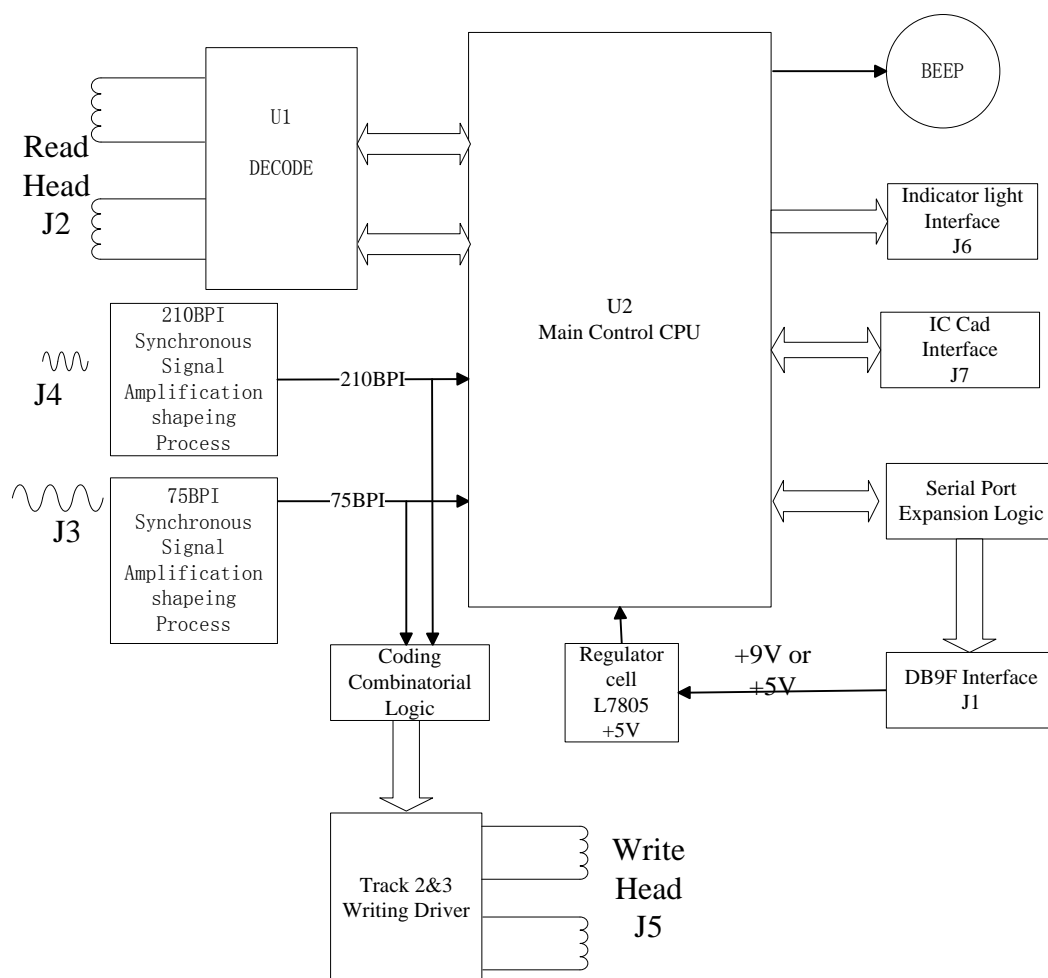 U1
DECODE
Read
Head
J2
BEEP
Indicator light
Interface
J6
U2
Main Control CPU
IC Cad
Interface
J7
210BPI
Synchronous
Signal
Amplification
shapeing
Process
J4
210BPI
75BPI
Synchronous
Signal
Amplification
shapeing
Process
J3
75BPI
Serial Port
Expansion Logic
Coding
Combinatorial
Logic
Regulator
cell
L7805
+5V
+9V or
+5V
DB9F Interface
J1
Track 2&3
Writing Driver
Write
Head
J5